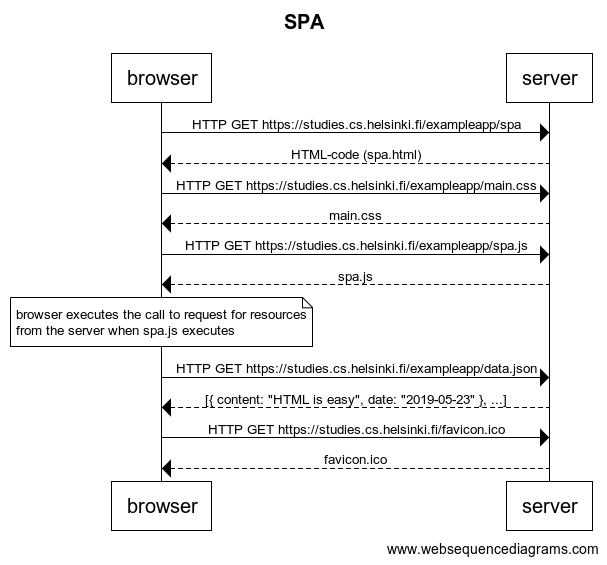 SPA
browser server
HTTP GET https://studies.cs.helsinki.fi/exampleapp/spa
HTML-code (spa.html)
HTTP GET https://studies.cs.helsinki.fi/exampleapp/main.css
main.css
HTTP GET https://studies.cs.helsinki.fi/exampleapp/spa.js
spa.js
browser executes the call to request for resources
from the server when spa.js executes
HTTP GET https://studies.cs.helsinki.fi/exampleapp/data.json
[{ content: "HTML is easy", date: "2019-05-23" }, ...]
HTTP GET https://studies.cs.helsinki.fi/favicon.ico
favicon.ico
browser server
www.websequencediagrams.com